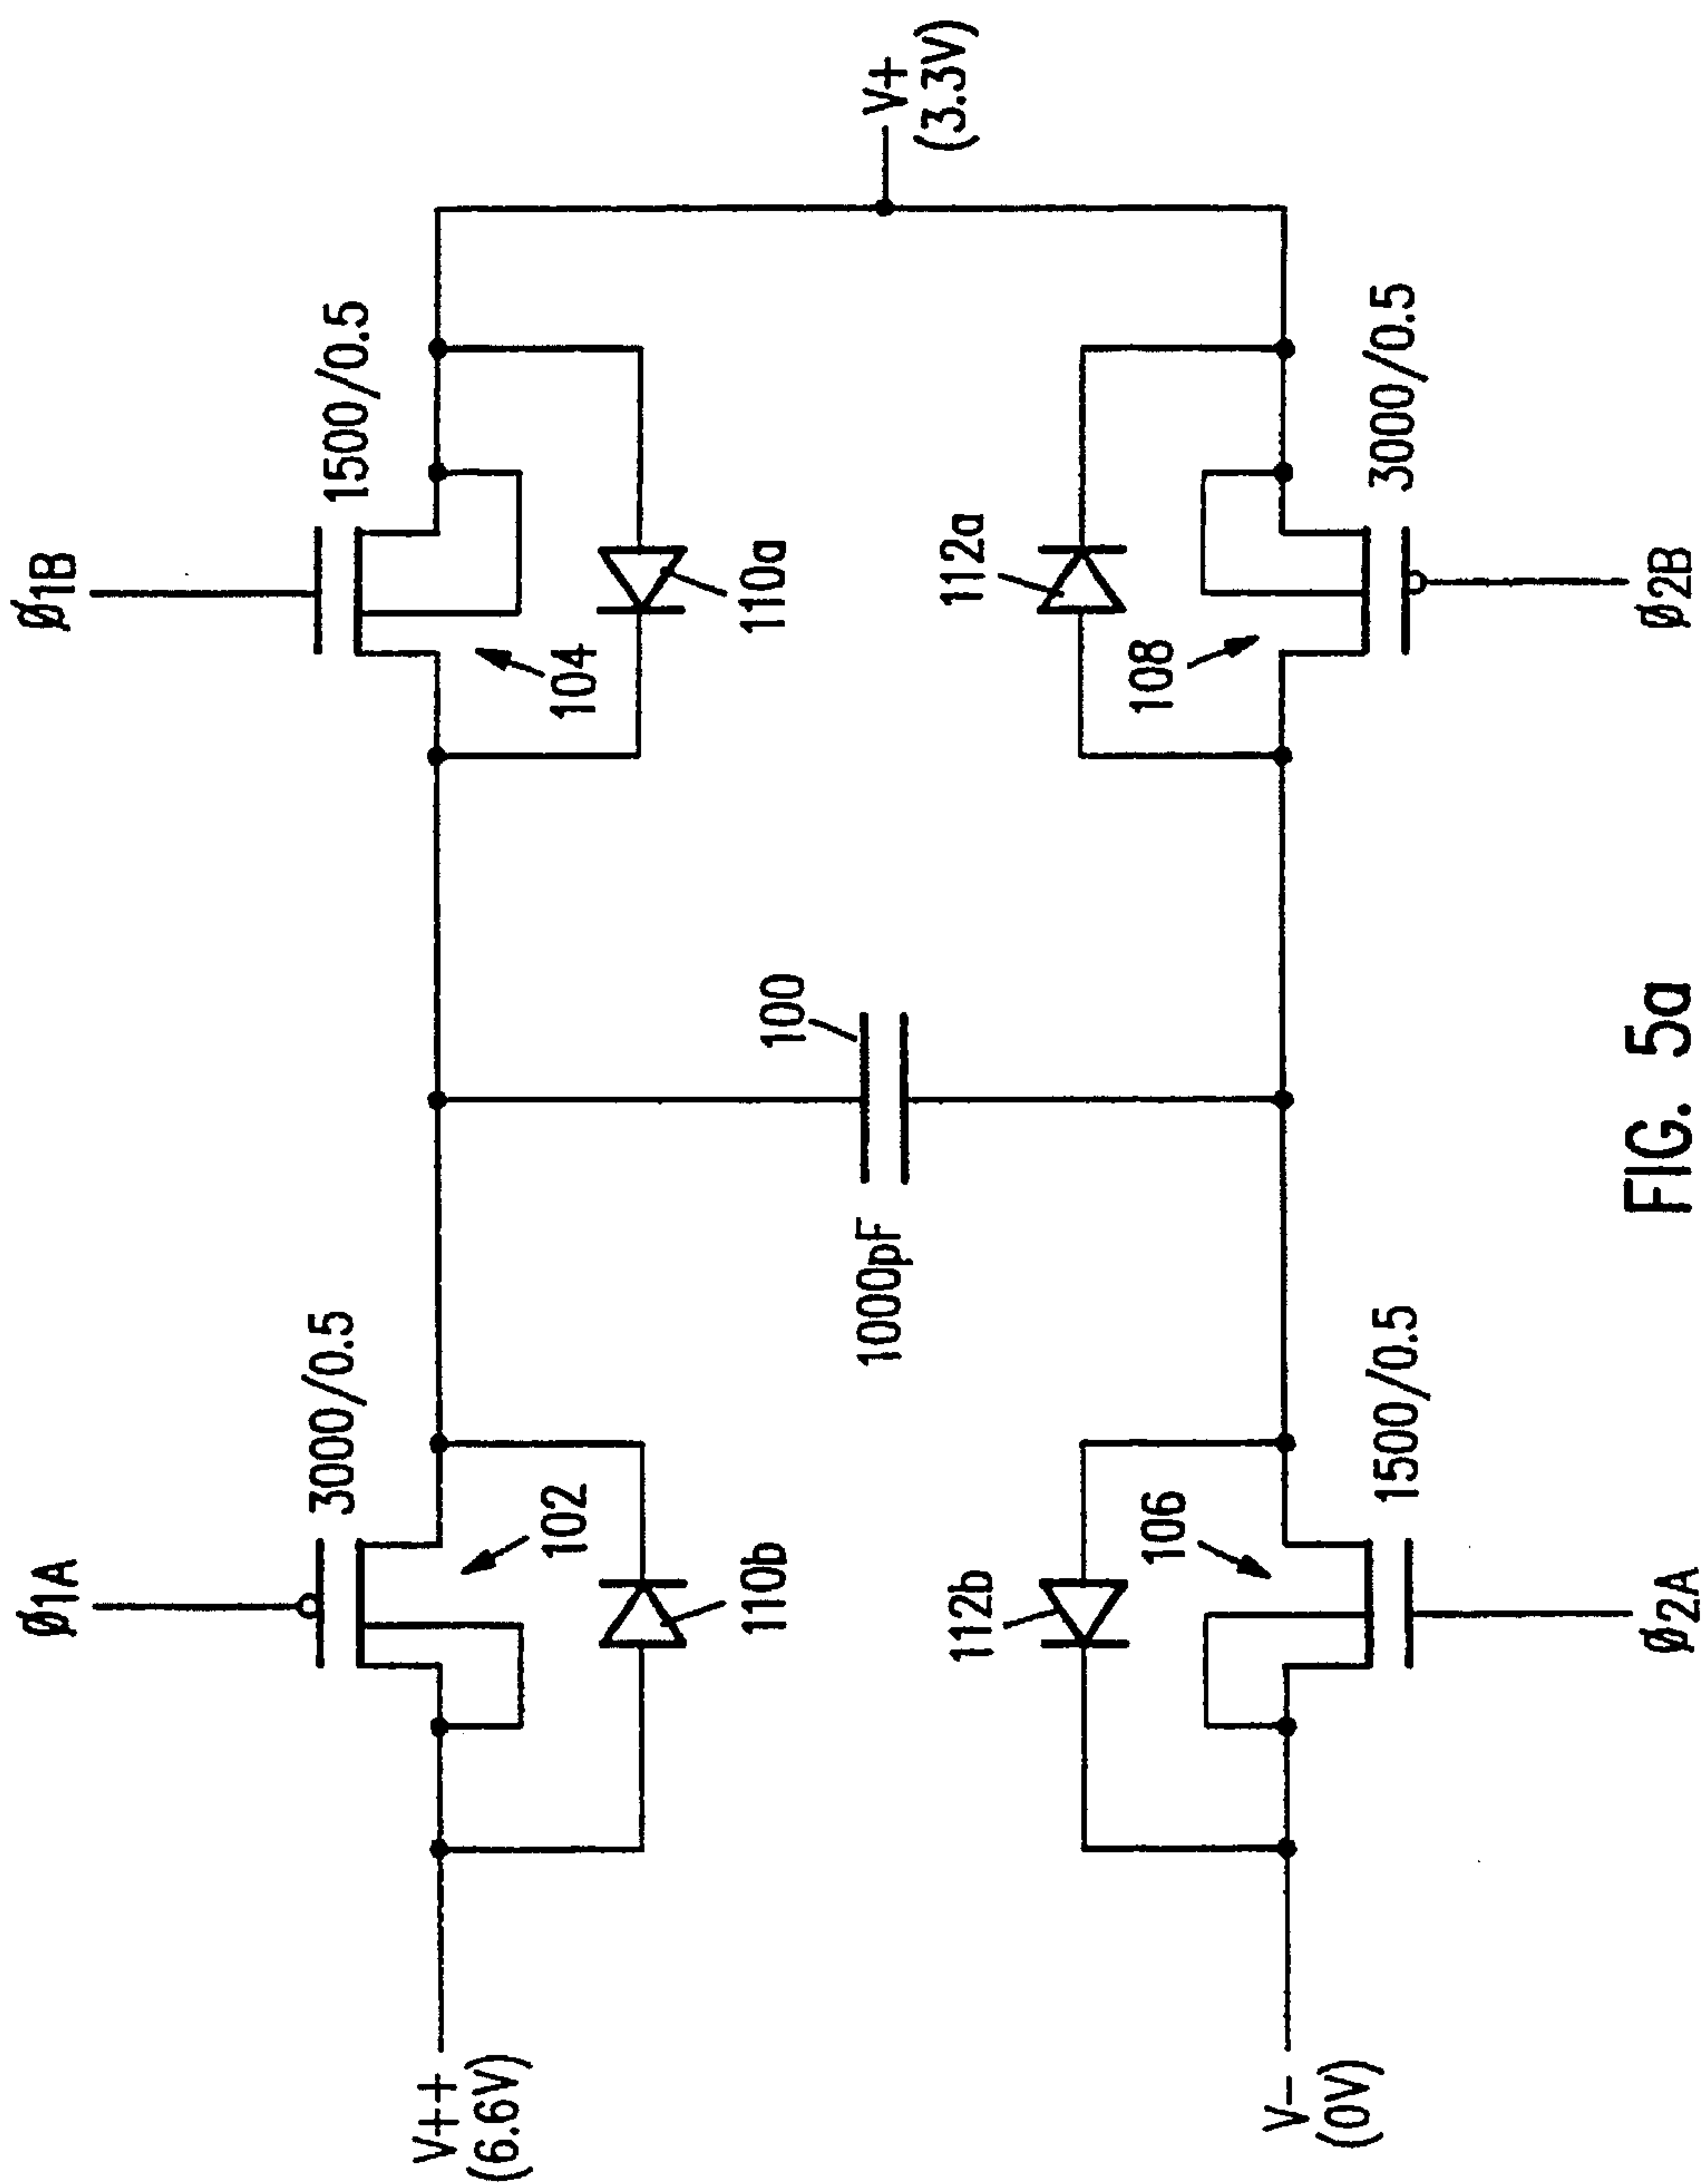 Ø1A
Ø1B
3000/0.5
1500/0.5
102
104
110b
110a
V++
(6.6V)
V+
(3.3V)
1000pF
100
112b
112a
106
108
V-
(0V)
1500/0.5
3000/0.5
Ø2A
Ø2B
FIG. 5a